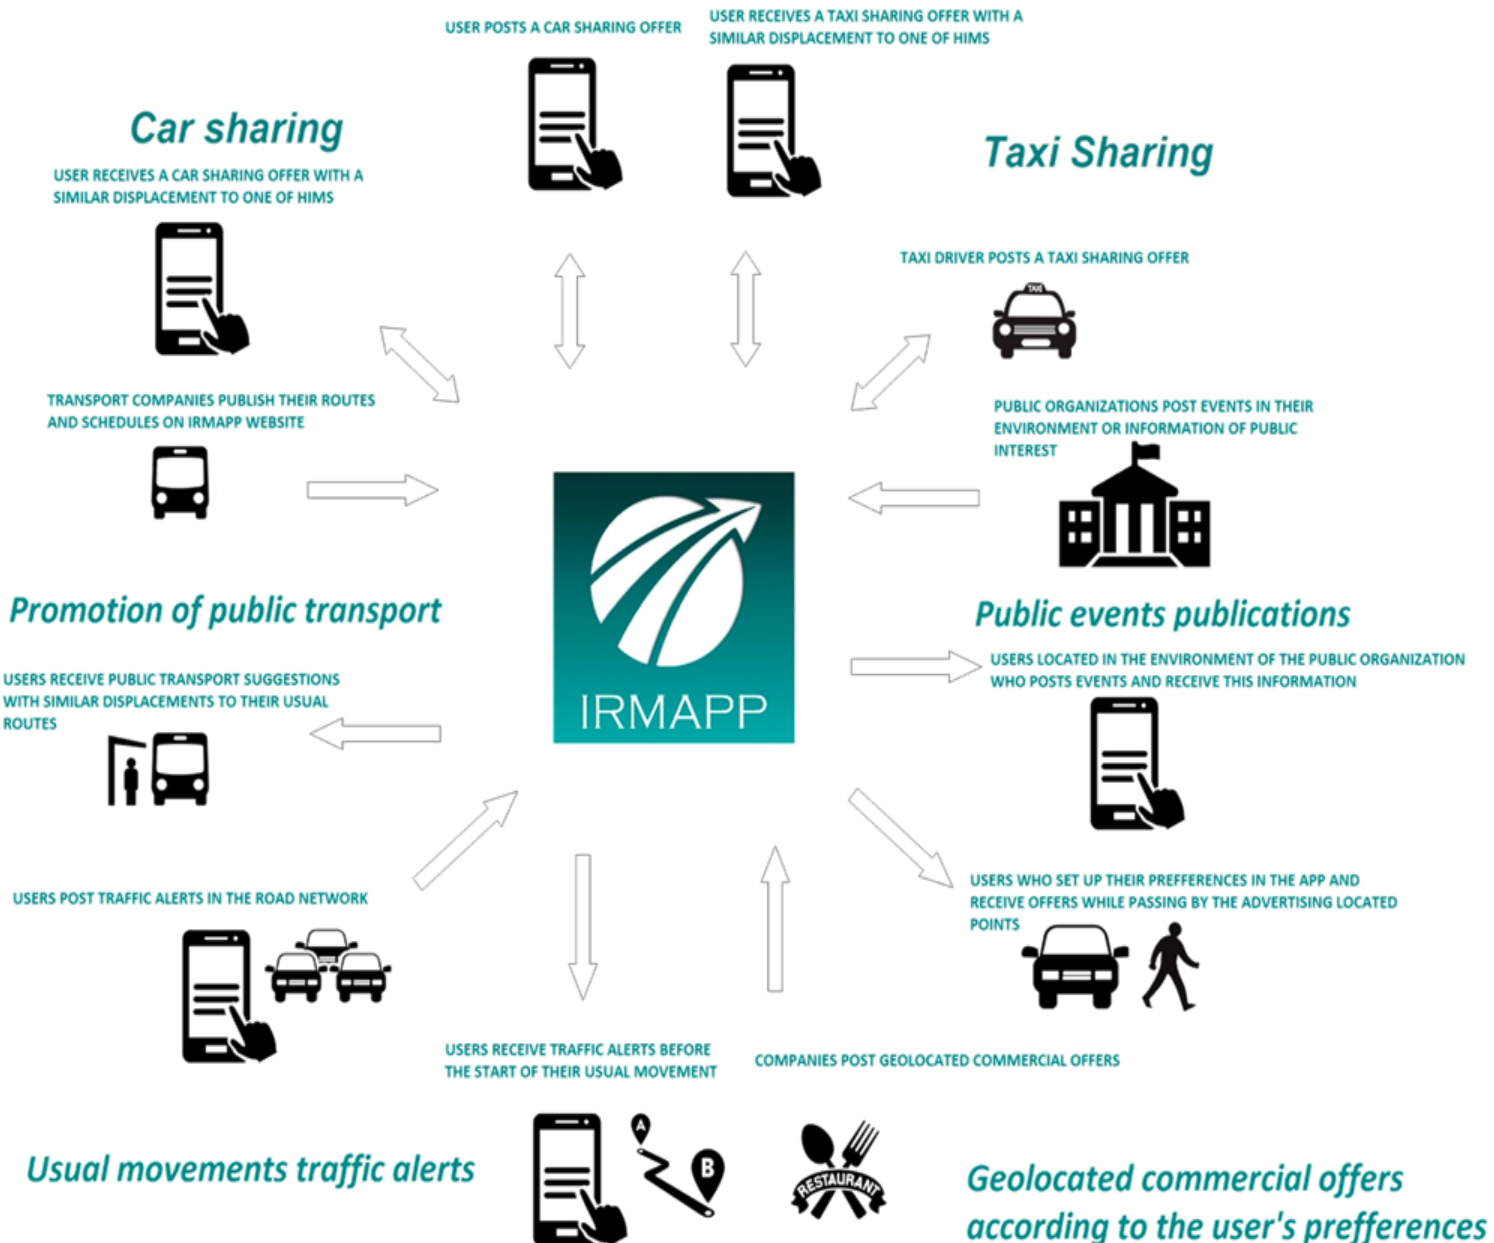 USER POSTS A CAR SHARING OFFER
USER RECEIVES A TAXI SHARING OFFER WITH A
SIMILAR DISPLACEMENT TO ONE OF HIMS
Car sharing
USER RECEIVES A CAR SHARING OFFER WITH A
SIMILAR DISPLACEMENT TO ONE OF HIMS
Taxi Sharing
TAXI DRIVER POSTS A TAXI SHARING OFFER
TAXI
TRANSPORT COMPANIES PUBLISH THEIR ROUTES
AND SCHEDULES ON IRMAPP WEBSITE
PUBLIC ORGANIZATIONS POST EVENTS IN THEIR
ENVIRONMENT OR INFORMATION OF PUBLIC
INTEREST
Promotion of public transport
Public events publications
USERS RECEIVE PUBLIC TRANSPORT SUGGESTIONS
WITH SIMILAR DISPLACEMENTS TO THEIR USUAL
ROUTES
IRMAPP
USERS LOCATED IN THE ENVIRONMENT OF THE PUBLIC ORGANIZATION
WHO POSTS EVENTS AND RECEIVE THIS INFORMATION
USERS POST TRAFFIC ALERTS IN THE ROAD NETWORK
USERS WHO SET UP THEIR PREFFERENCES IN THE APP AND
RECEIVE OFFERS WHILE PASSING BY THE ADVERTISING LOCATED
POINTS
USERS RECEIVE TRAFFIC ALERTS BEFORE
THE START OF THEIR USUAL MOVEMENT
A
B
COMPANIES POST GEOLOCATED COMMERCIAL OFFERS
RESTAURANT
Usual movements traffic alerts
Geolocated commercial offers
according to the user's prefferences